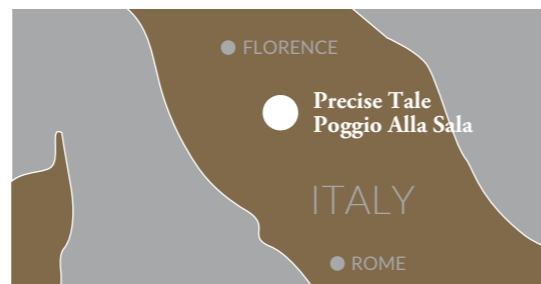 FLORENCE
Precise Tale
Poggio Alla Sala
ITALY
ROME